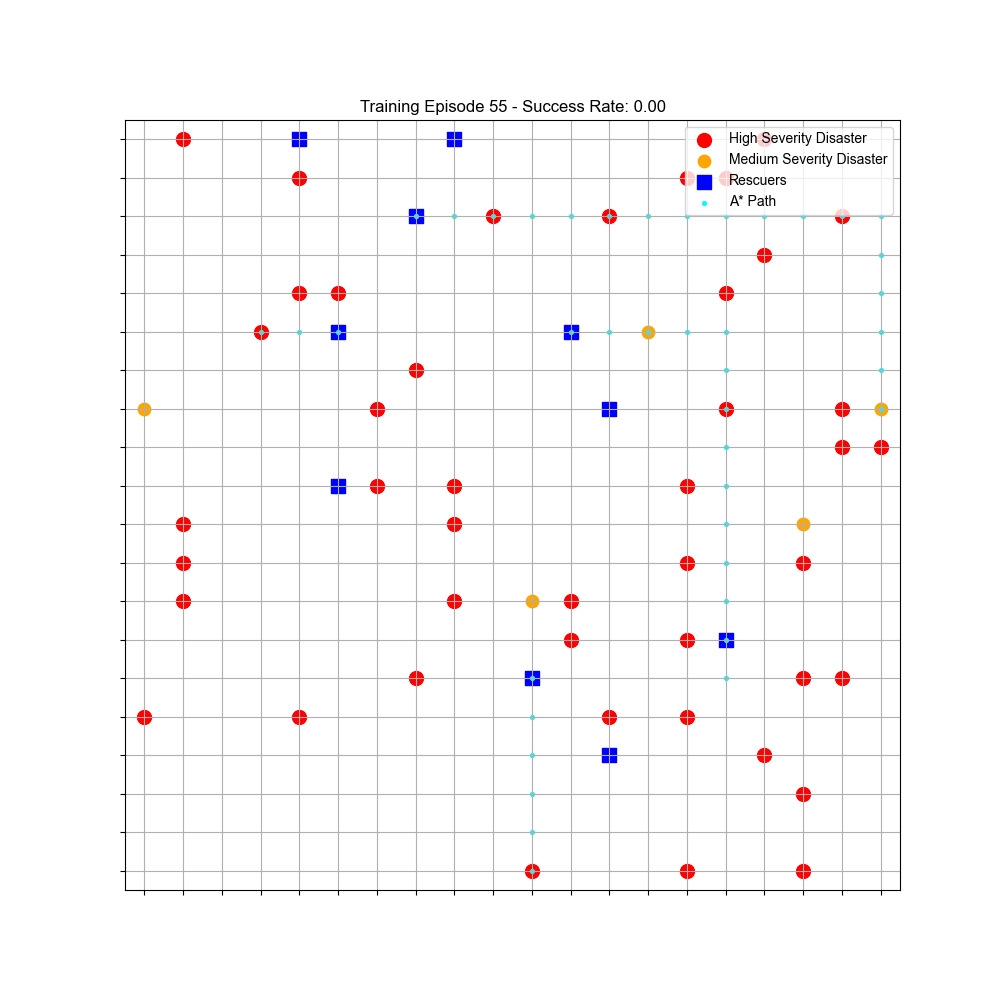 Training Episode 55 - Success Rate: 0.00
High Severity Disaster
Medium Severity Disaster
Rescuers
A* Path